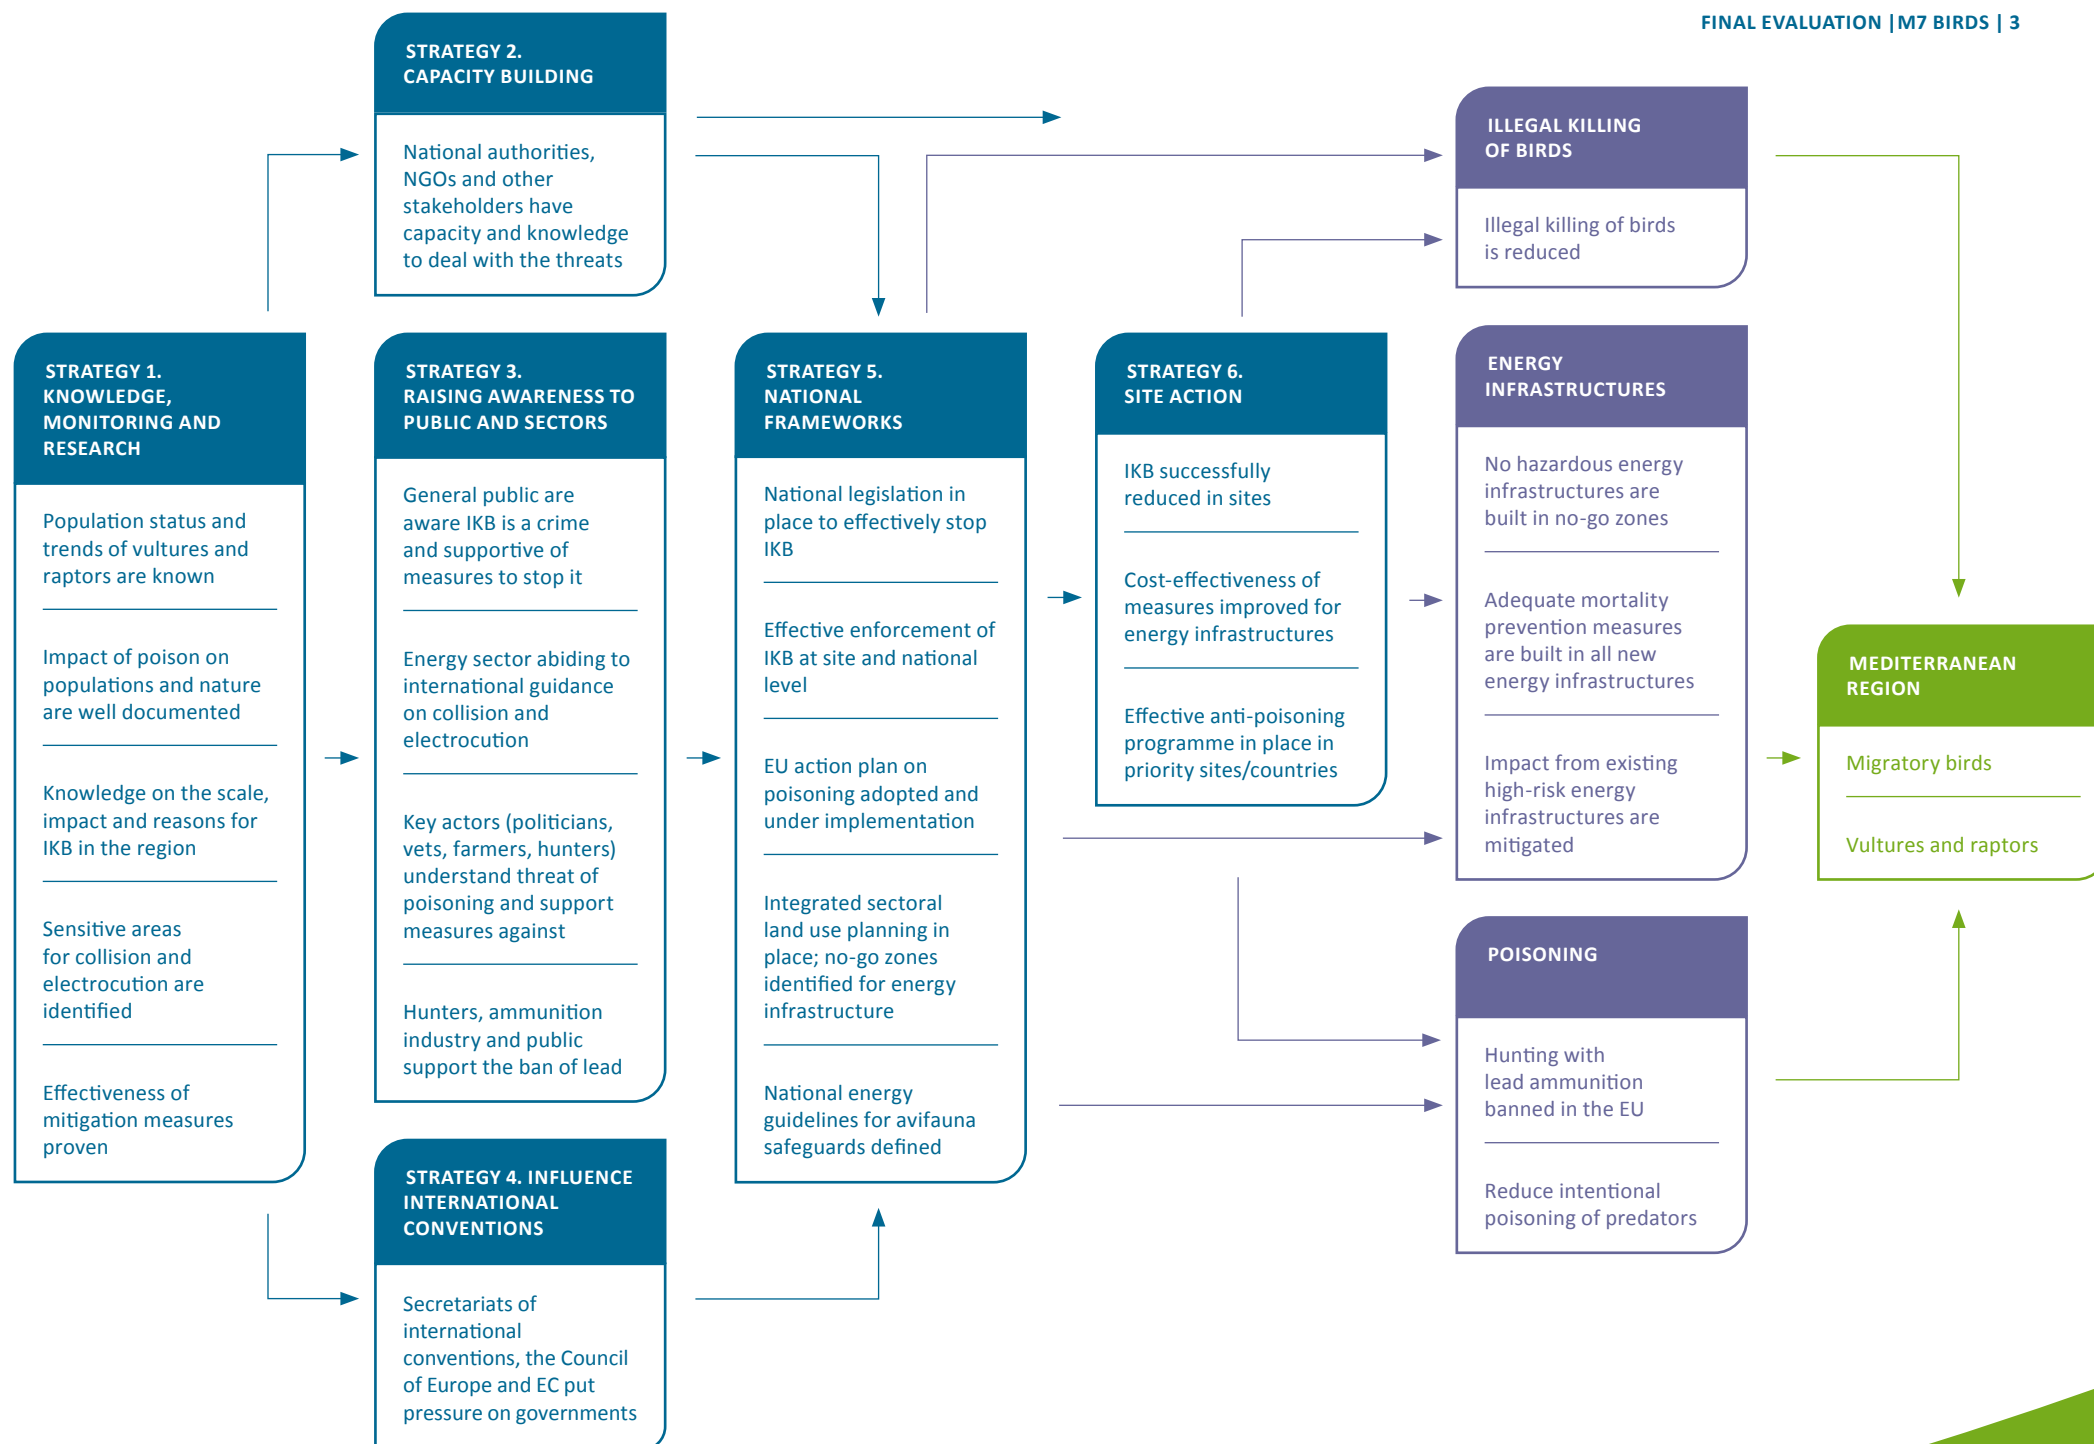 FINAL EVALUATION |M7 BIRDS | 3
STRATEGY 2.
CAPACITY BUILDING
National authorities,
NGOs and other
stakeholders have
capacity and knowledge
to deal with the threats
STRATEGY 1.
KNOWLEDGE,
MONITORING AND
RESEARCH
Population status and
trends of vultures and
raptors are known
Impact of poison on
populations and nature
are well documented
Knowledge on the scale,
impact and reasons for
IKB in the region
Sensitive areas
for collision and
electrocution are
identified
Effectiveness of
mitigation measures
proven
STRATEGY 3.
RAISING AWARENESS TO
PUBLIC AND SECTORS
General public are
aware IKB is a crime
and supportive of
measures to stop it
Energy sector abiding to
international guidance
on collision and
electrocution
Key actors (politicians,
vets, farmers, hunters)
understand threat of
poisoning and support
measures against
Hunters, ammunition
industry and public
support the ban of lead
STRATEGY 4. INFLUENCE
INTERNATIONAL
CONVENTIONS
Secretariats of
international
conventions, the Council
of Europe and EC put
pressure on governments
STRATEGY 5.
NATIONAL
FRAMEWORKS
National legislation in
place to effectively stop
IKB
Effective enforcement of
IKB at site and national
level
EU action plan on
poisoning adopted and
under implementation
Integrated sectoral
land use planning in
place; no-go zones
identified for energy
infrastructure
National energy
guidelines for avifauna
safeguards defined
STRATEGY 6.
SITE ACTION
IKB successfully
reduced in sites
Cost-effectiveness of
measures improved for
energy infrastructures
Effective anti-poisoning
programme in place in
priority sites/countries
ILLEGAL KILLING
OF BIRDS
Illegal killing of birds
is reduced
ENERGY
INFRASTRUCTURES
No hazardous energy
infrastructures are
built in no-go zones
Adequate mortality
prevention measures
are built in all new
energy infrastructures
Impact from existing
high-risk energy
infrastructures are
mitigated
POISONING
Hunting with
lead ammunition
banned in the EU
Reduce intentional
poisoning of predators
MEDITERRANEAN
REGION
Migratory birds
Vultures and raptors